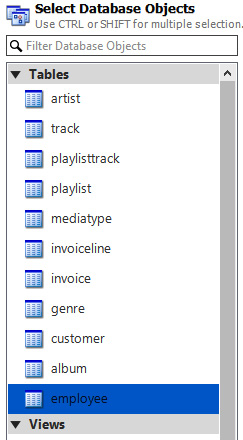 Select Database Objects
Use CTRL or SHIFT for multiple selection.
Filter Database Objects
Tables
artist
track
playlisttrack
playlist
mediatype
invoiceline
invoice
genre
customer
album
employee
Views